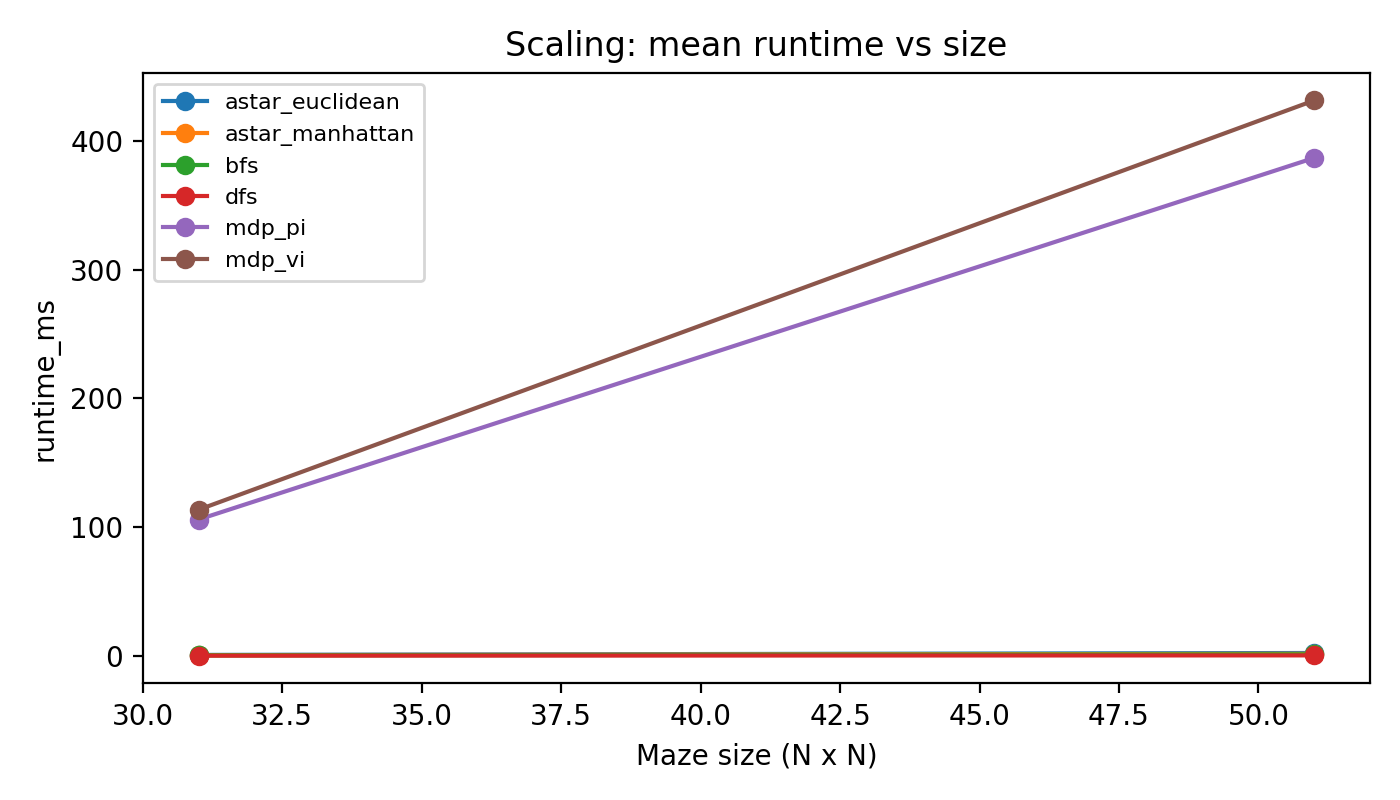 Scaling: mean runtime vs size
astar_euclidean
astar_manhattan
bfs
dfs
mdp_pi
mdp_vi
runtime_ms
400
300
200
100
0
30.0 32.5 35.0 37.5 40.0 42.5 45.0 47.5 50.0
Maze size (N x N)